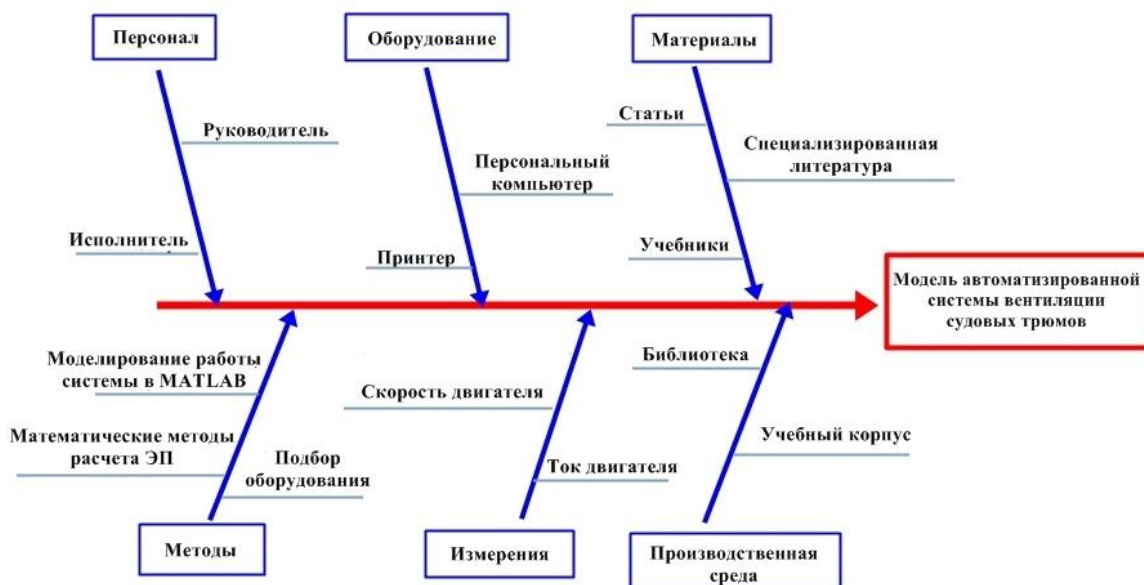 Персонал
Оборудование
Материалы
Статьи
Руководитель
Специализированная
литература
Персональный
компьютер
Исполнитель
Принтер
Учебники
Модель автоматизированной
системы вентиляции
судовых трюмов
Моделирование работы
системы в MATLAB
Библиотека
Скорость двигателя
Математические методы
расчета ЭП
Подбор
оборудования
Ток двигателя
Учебный корпус
Методы
Измерения
Производственная
среда